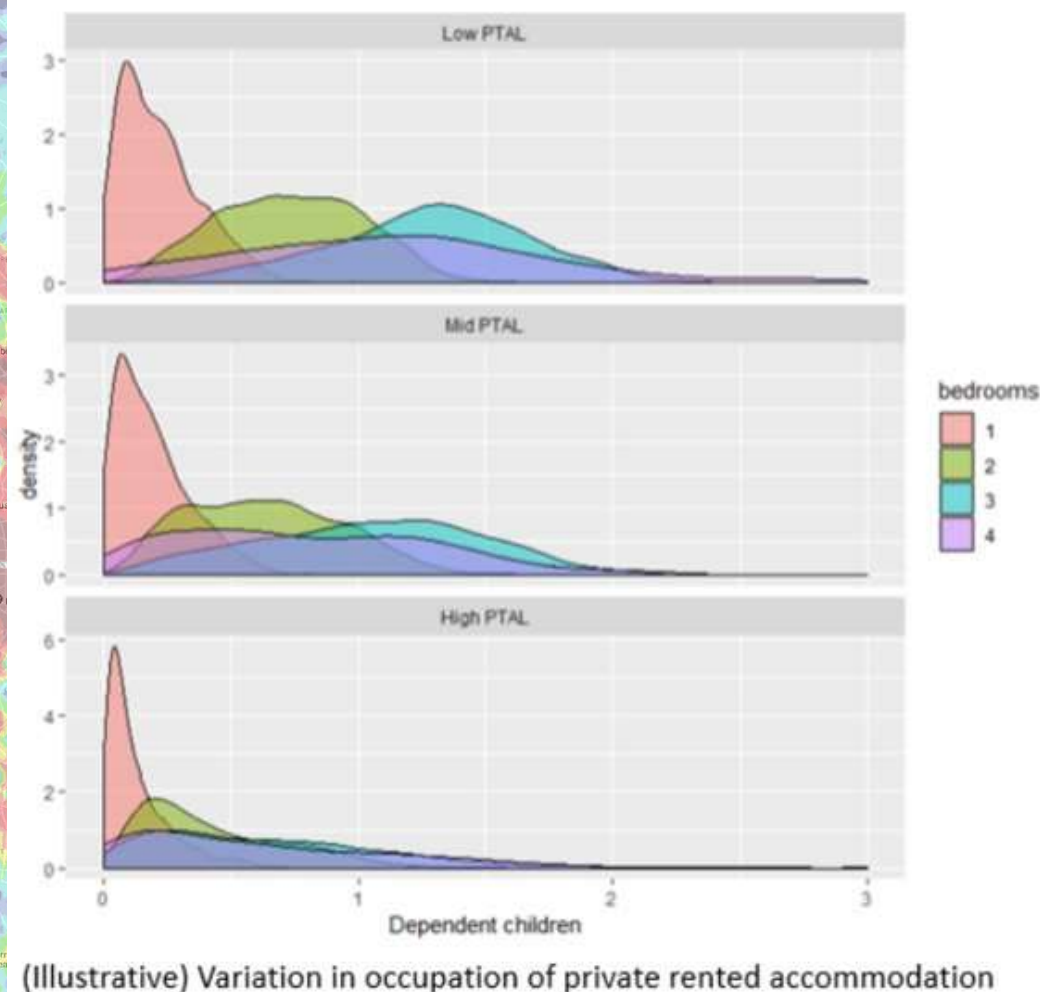 Low PTAL
3
2
1
0
Mid PTAL
3
2
1
0
High PTAL
6
4
2
0
density
0 1 2 3
Dependent children
bedrooms
1
2
3
4
(Illustrative) Variation in occupation of private rented accommodation